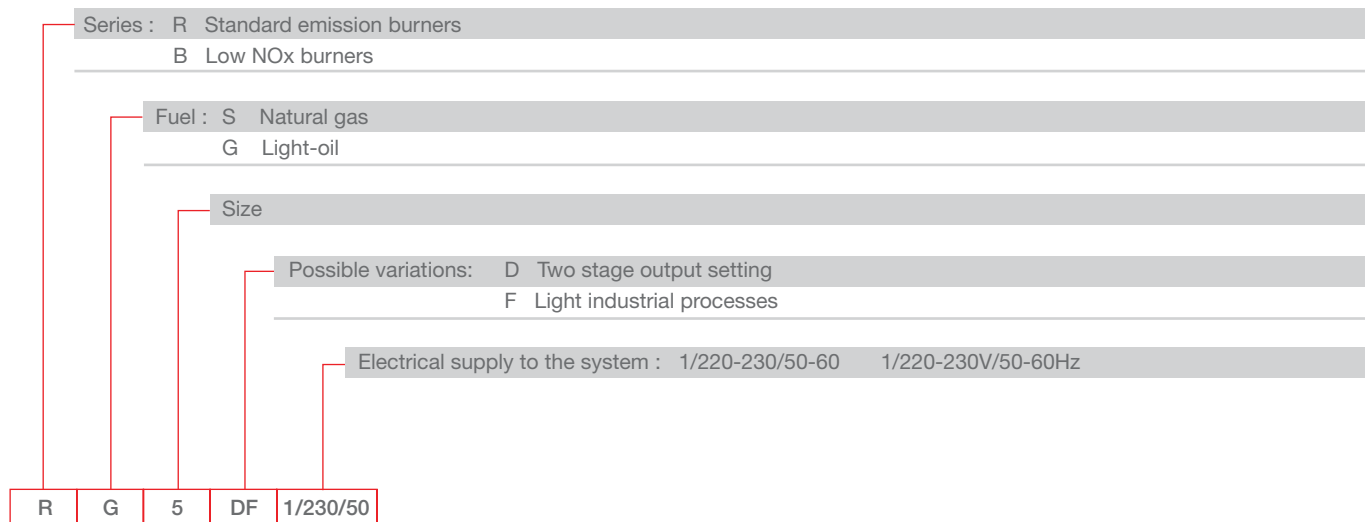 Series : R Standard emission burners
B Low NOx burners
Fuel : S Natural gas
G Light-oil
Size
Possible variations: D Two stage output setting
F Light industrial processes
Electrical supply to the system : 1/220-230/50-60 1/220-230V/50-60Hz
R G 5 DF 1/230/50